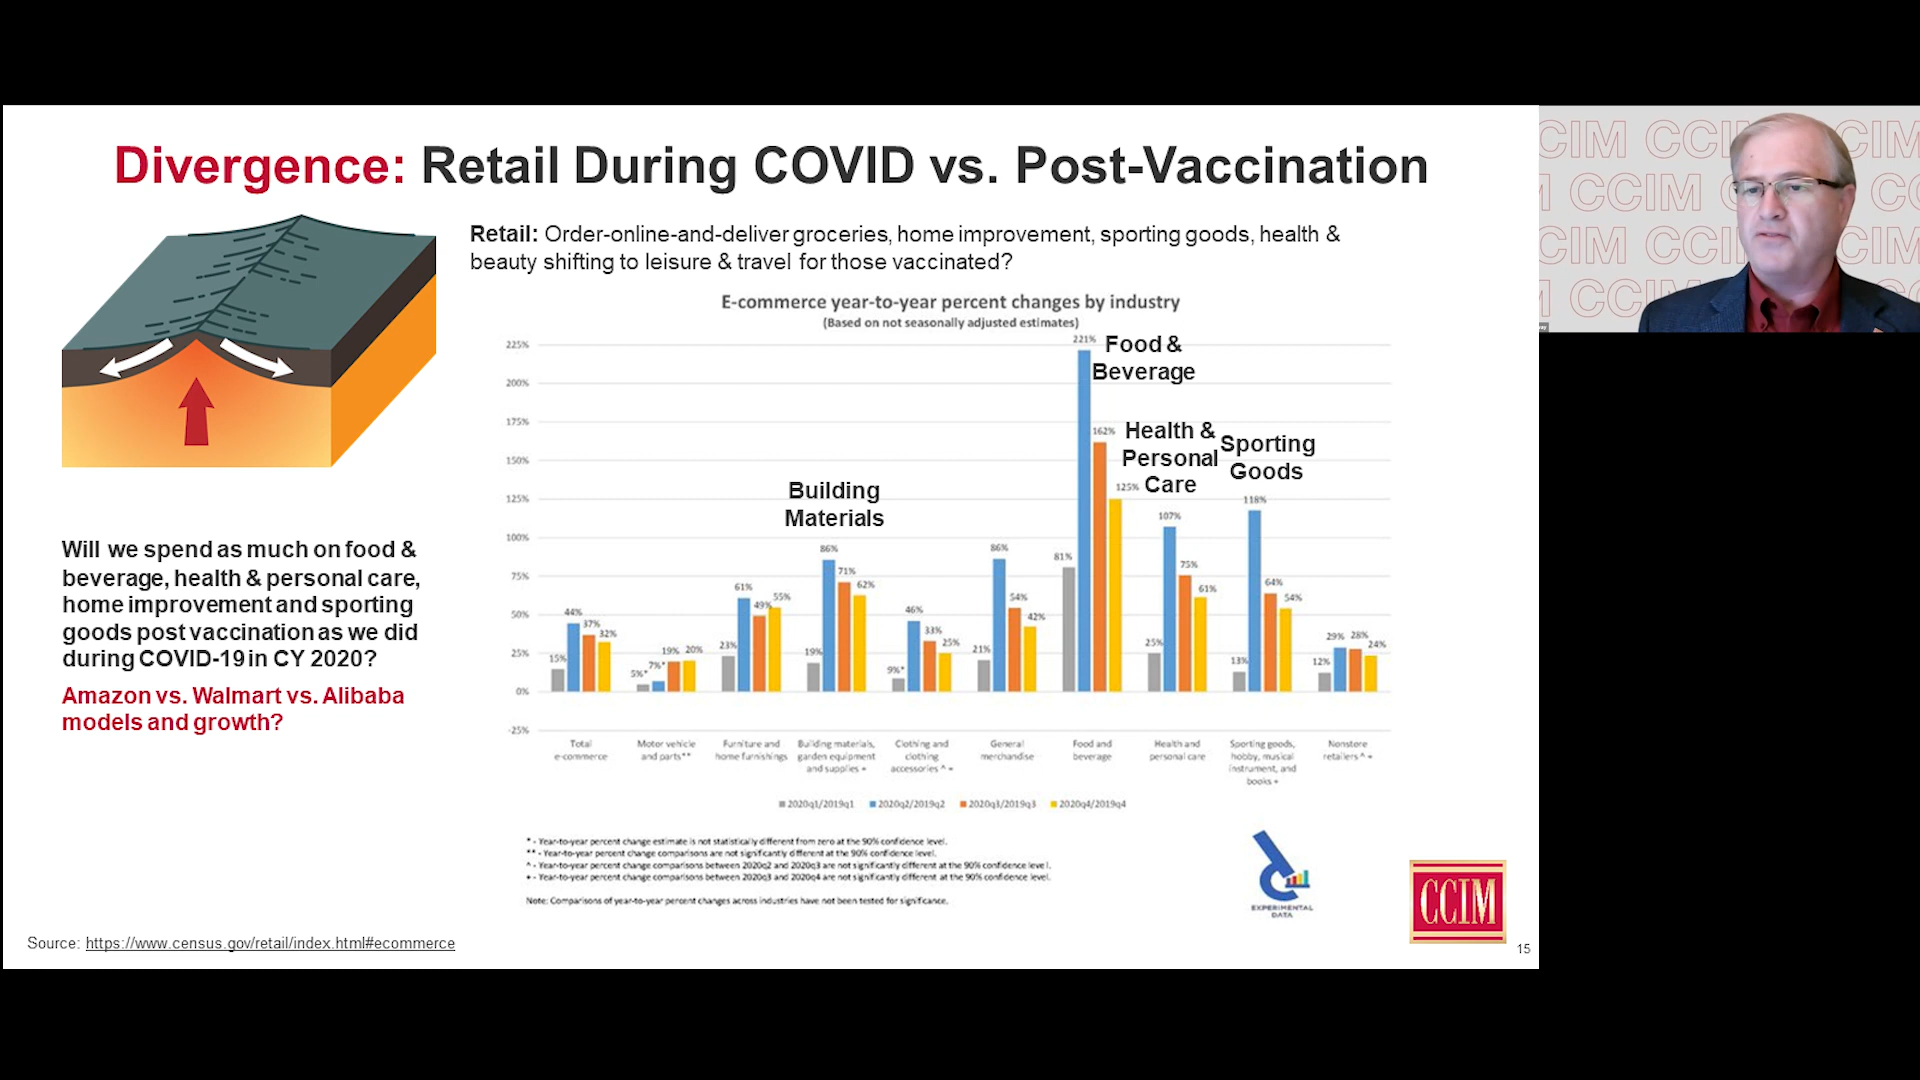 Divergence: Retail During COVID vs. Post-Vaccination
Retail: Order-online-and-deliver groceries, home improvement, sporting goods, health &
beauty shifting to leisure & travel for those vaccinated?
Will we spend as much on food &
beverage, health & personal care,
home improvement and sporting
goods post vaccination as we did
during COVID-19 in CY 2020?
Amazon vs. Walmart vs. Alibaba
models and growth?
E-commerce year-to-year percent changes by industry
(Based on not seasonally adjusted estimates)
225%
200%
175%
150%
125%
100%
75%
50%
25%
0%
-25%
Building
Materials
Food &
Beverage
Health &
Personal
Care
Sporting
Goods
15% 44% 37% 32%
5%* 7%* 19% 20%
23% 61% 49% 55%
19% 86% 71% 62%
9%* 46% 33% 25%
21% 86% 54% 42%
81% 221% 162% 125%
25% 107% 75% 61%
13% 118% 64% 54%
12% 29% 28% 24%
Total
e-commerce
Motor vehicle
and parts**
Furniture and
home furnishings
Building materials,
garden equipment
and supplies +
Clothing and
clothing
accessories ^ +
General
merchandise
Food and
beverage
Health and
personal care
Sporting goods,
hobby, musical
instrument, and
books +
Nonstore
retailers ^ +
2020q1/2019q1 2020q2/2019q2 2020q3/2019q3 2020q4/2019q4
* - Year-to-year percent change estimate is not statistically different from zero at the 90% confidence level.
** - Year-to-year percent change comparisons are not significantly different at the 90% confidence level.
^ - Year-to-year percent change comparisons between 2020q2 and 2020q3 are not significantly different at the 90% confidence level.
+ - Year-to-year percent change comparisons between 2020q3 and 2020q4 are not significantly different at the 90% confidence level.
Note: Comparisons of year-to-year percent changes across industries have not been tested for significance.
EXPERIMENTAL
DATA
CCIM
Source: https://www.census.gov/retail/index.html#ecommerce
15
CIM CCI CIM
CCIM C CC
CIM CC CIM
CCIM